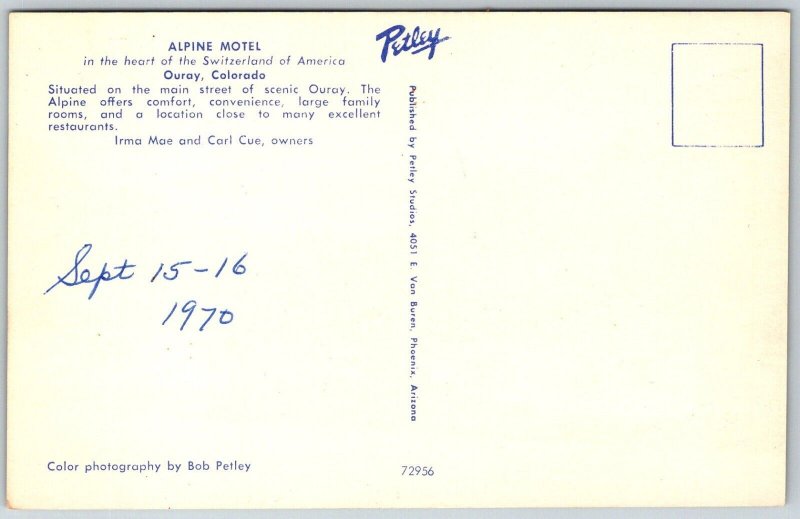 ALPINE MOTEL
in the heart of the Switzerland of America
Ouray, Colorado
Situated on the main street of scenic Ouray. The
Alpine offers comfort, convenience, large family
rooms, and a location close to many excellent
restaurants.
Irma Mae and Carl Cue, owners
Sept 15-16
1970
Color photography by Bob Petley
Petley
Published by Petley Studios, 4051 E. Van Buren, Phoenix, Arizona
72956